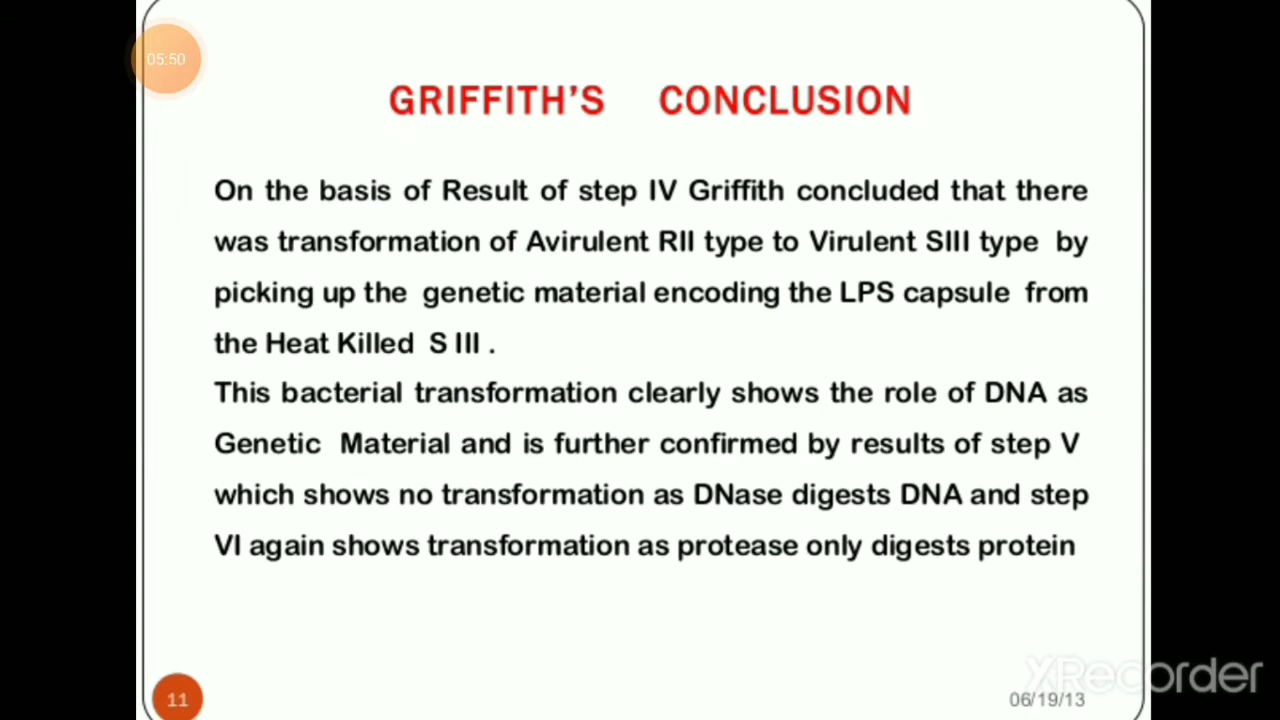 05:50
GRIFFITH'S CONCLUSION
On the basis of Result of step IV Griffith concluded that there
was transformation of Avirulent RII type to Virulent SIII type by
picking up the genetic material encoding the LPS capsule from
the Heat Killed S III .
This bacterial transformation clearly shows the role of DNA as
Genetic Material and is further confirmed by results of step V
which shows no transformation as DNase digests DNA and step
VI again shows transformation as protease only digests protein
XRecorder
11
06/19/13